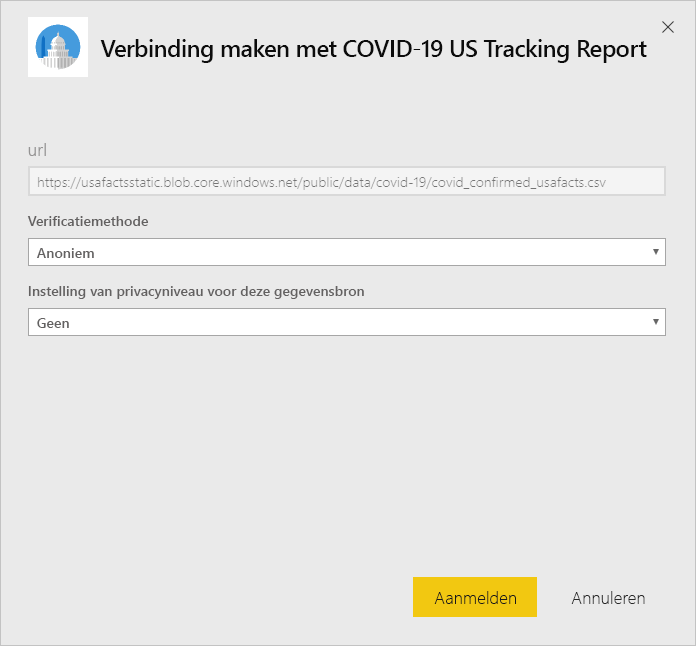 Verbinding maken met COVID-19 US Tracking Report
url
https://usafactsstatic.blob.core.windows.net/public/data/covid-19/covid_confirmed_usafacts.csv
Verificatiemethode
Anoniem
Instelling van privacyniveau voor deze gegevensbron
Geen
Aanmelden Annuleren